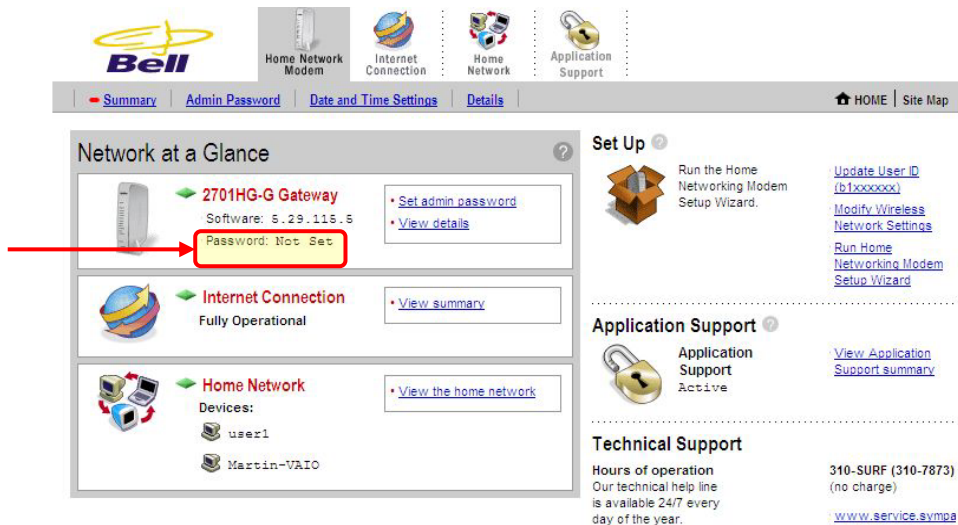 Bell
Home Network
Modem
Internet
Connection
Home
Network
Application
Support
Summary
Admin Password
Date and Time Settings
Details
HOME
Site Map
Network at a Glance
?
2701HG-G Gateway
Software: 5.29.115.5
Password: Not Set
• Set admin password
• View details
Internet Connection
Fully Operational
• View summary
Home Network
Devices:
user1
Martin-VAIO
• View the home network
Set Up ?
Run the Home
Networking Modem
Setup Wizard.
Update User ID
(b1xxxxxx)
Modify Wireless
Network Settings
Run Home
Networking Modem
Setup Wizard
Application Support ?
Application
Support
Active
View Application
Support summary
Technical Support
Hours of operation
Our technical help line
is available 24/7 every
day of the year.
310-SURF (310-7873)
(no charge)
www.service.sympa